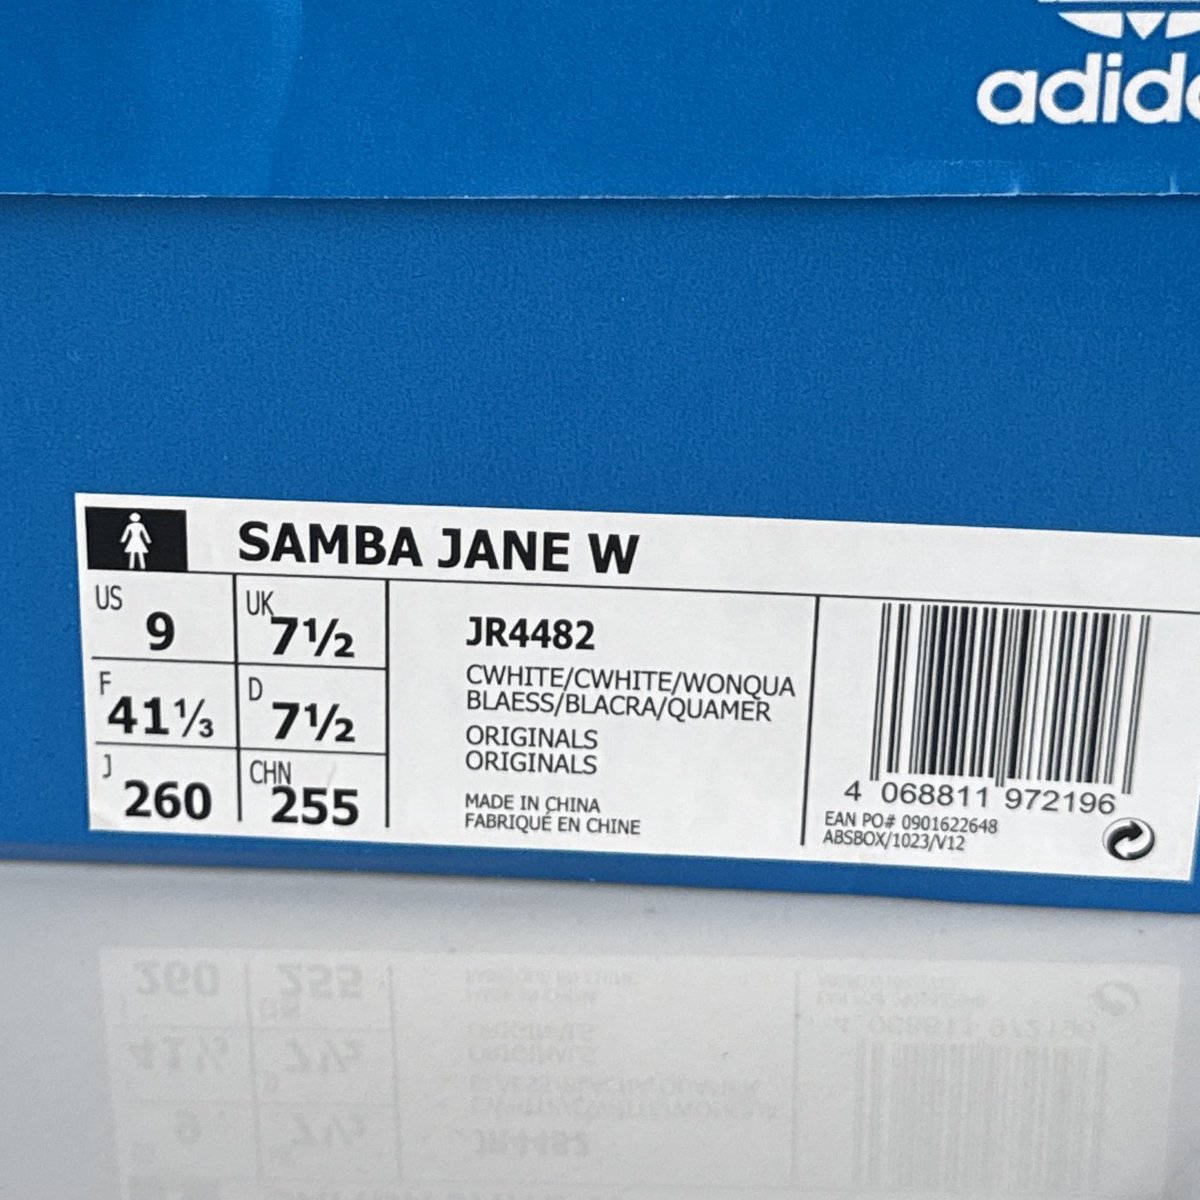 adida
SAMBA JANE W
US 9 UK 7½
F 41⅓ D 7½
J 260 CHN 255
JR4482
CWHITE/CWHITE/WONQUA
BLAESS/BLACRA/QUAMER
ORIGINALS
ORIGINALS
MADE IN CHINA
FABRIQUÉ EN CHINE
4 068811 972196
EAN PO# 0901622648
ABSBOX/1023/V12